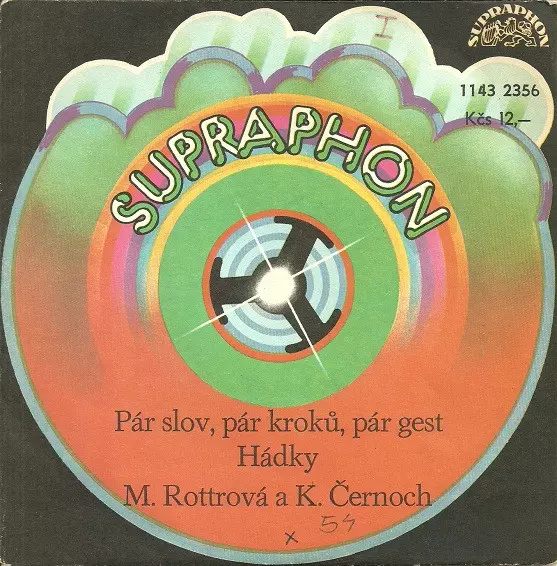 I
SUPRAPHON
1143 2356
Kčs 12,—
SUPRAPHON
Pár slov, pár kroků, pár gest
Hádky
M. Rottrová a K. Černoch
x 54